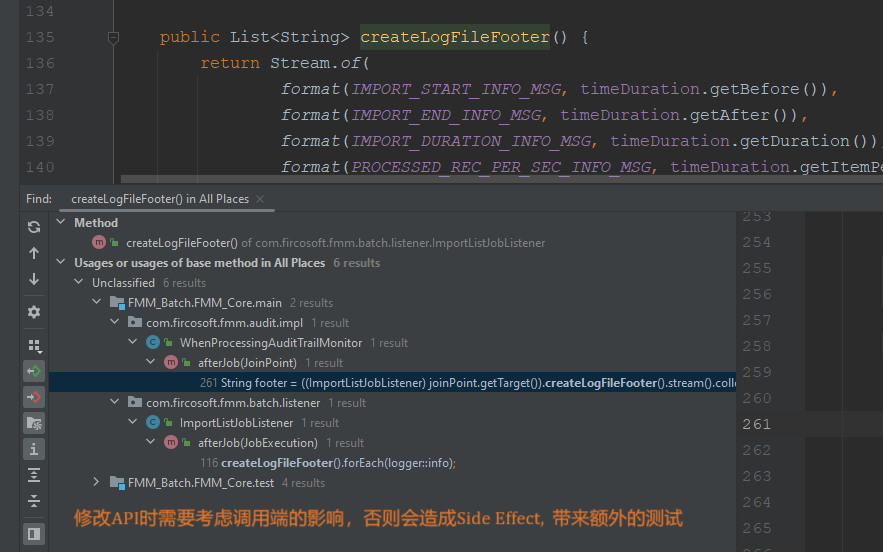 134
135 public List<String> createLogFileFooter() {
136 return Stream.of(
137 format(IMPORT_START_INFO_MSG, timeDuration.getBefore()),
138 format(IMPORT_END_INFO_MSG, timeDuration.getAfter()),
139 format(IMPORT_DURATION_INFO_MSG, timeDuration.getDuration()),
140 format(PROCESSED_REC_PER_SEC_INFO_MSG, timeDuration.getItemPe
Find: createLogFileFooter() in All Places
Method
createLogFileFooter() of com.fircosoft.fmm.batch.listener.ImportListJobListener
Usages or usages of base method in All Places 6 results
Unclassified 6 results
FMM_Batch.FMM_Core.main 2 results
com.fircosoft.fmm.audit.impl 1 result
WhenProcessingAuditTrailMonitor 1 result
afterJob(JoinPoint) 1 result
261 String footer = ((ImportListJobListener) joinPoint.getTarget()).createLogFileFooter().stream().colle
com.fircosoft.fmm.batch.listener 1 result
ImportListJobListener 1 result
afterJob(JobExecution) 1 result
116 createLogFileFooter().forEach(logger::info);
FMM_Batch.FMM_Core.test 4 results
253
254
255
256
257
258
259
260
261
262
263
264
265
修改API时需要考虑调用端的影响，否则会造成Side Effect, 带来额外的测试